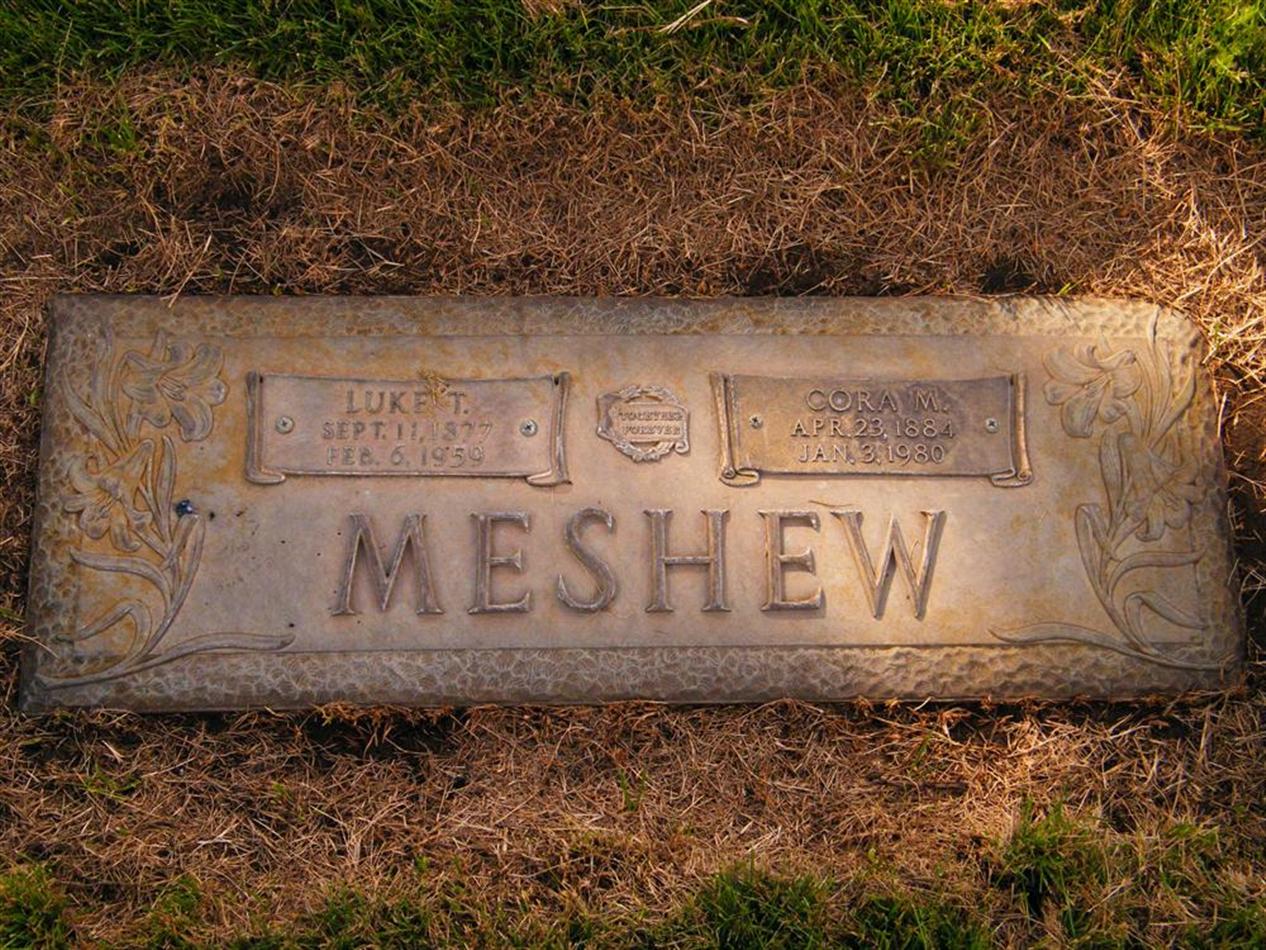 LUKE T.
SEPT. 11, 1877
FEB. 6, 1959
TOGETHER
FOREVER
CORA M.
APR. 23, 1884
JAN. 3, 1980
MESHEW